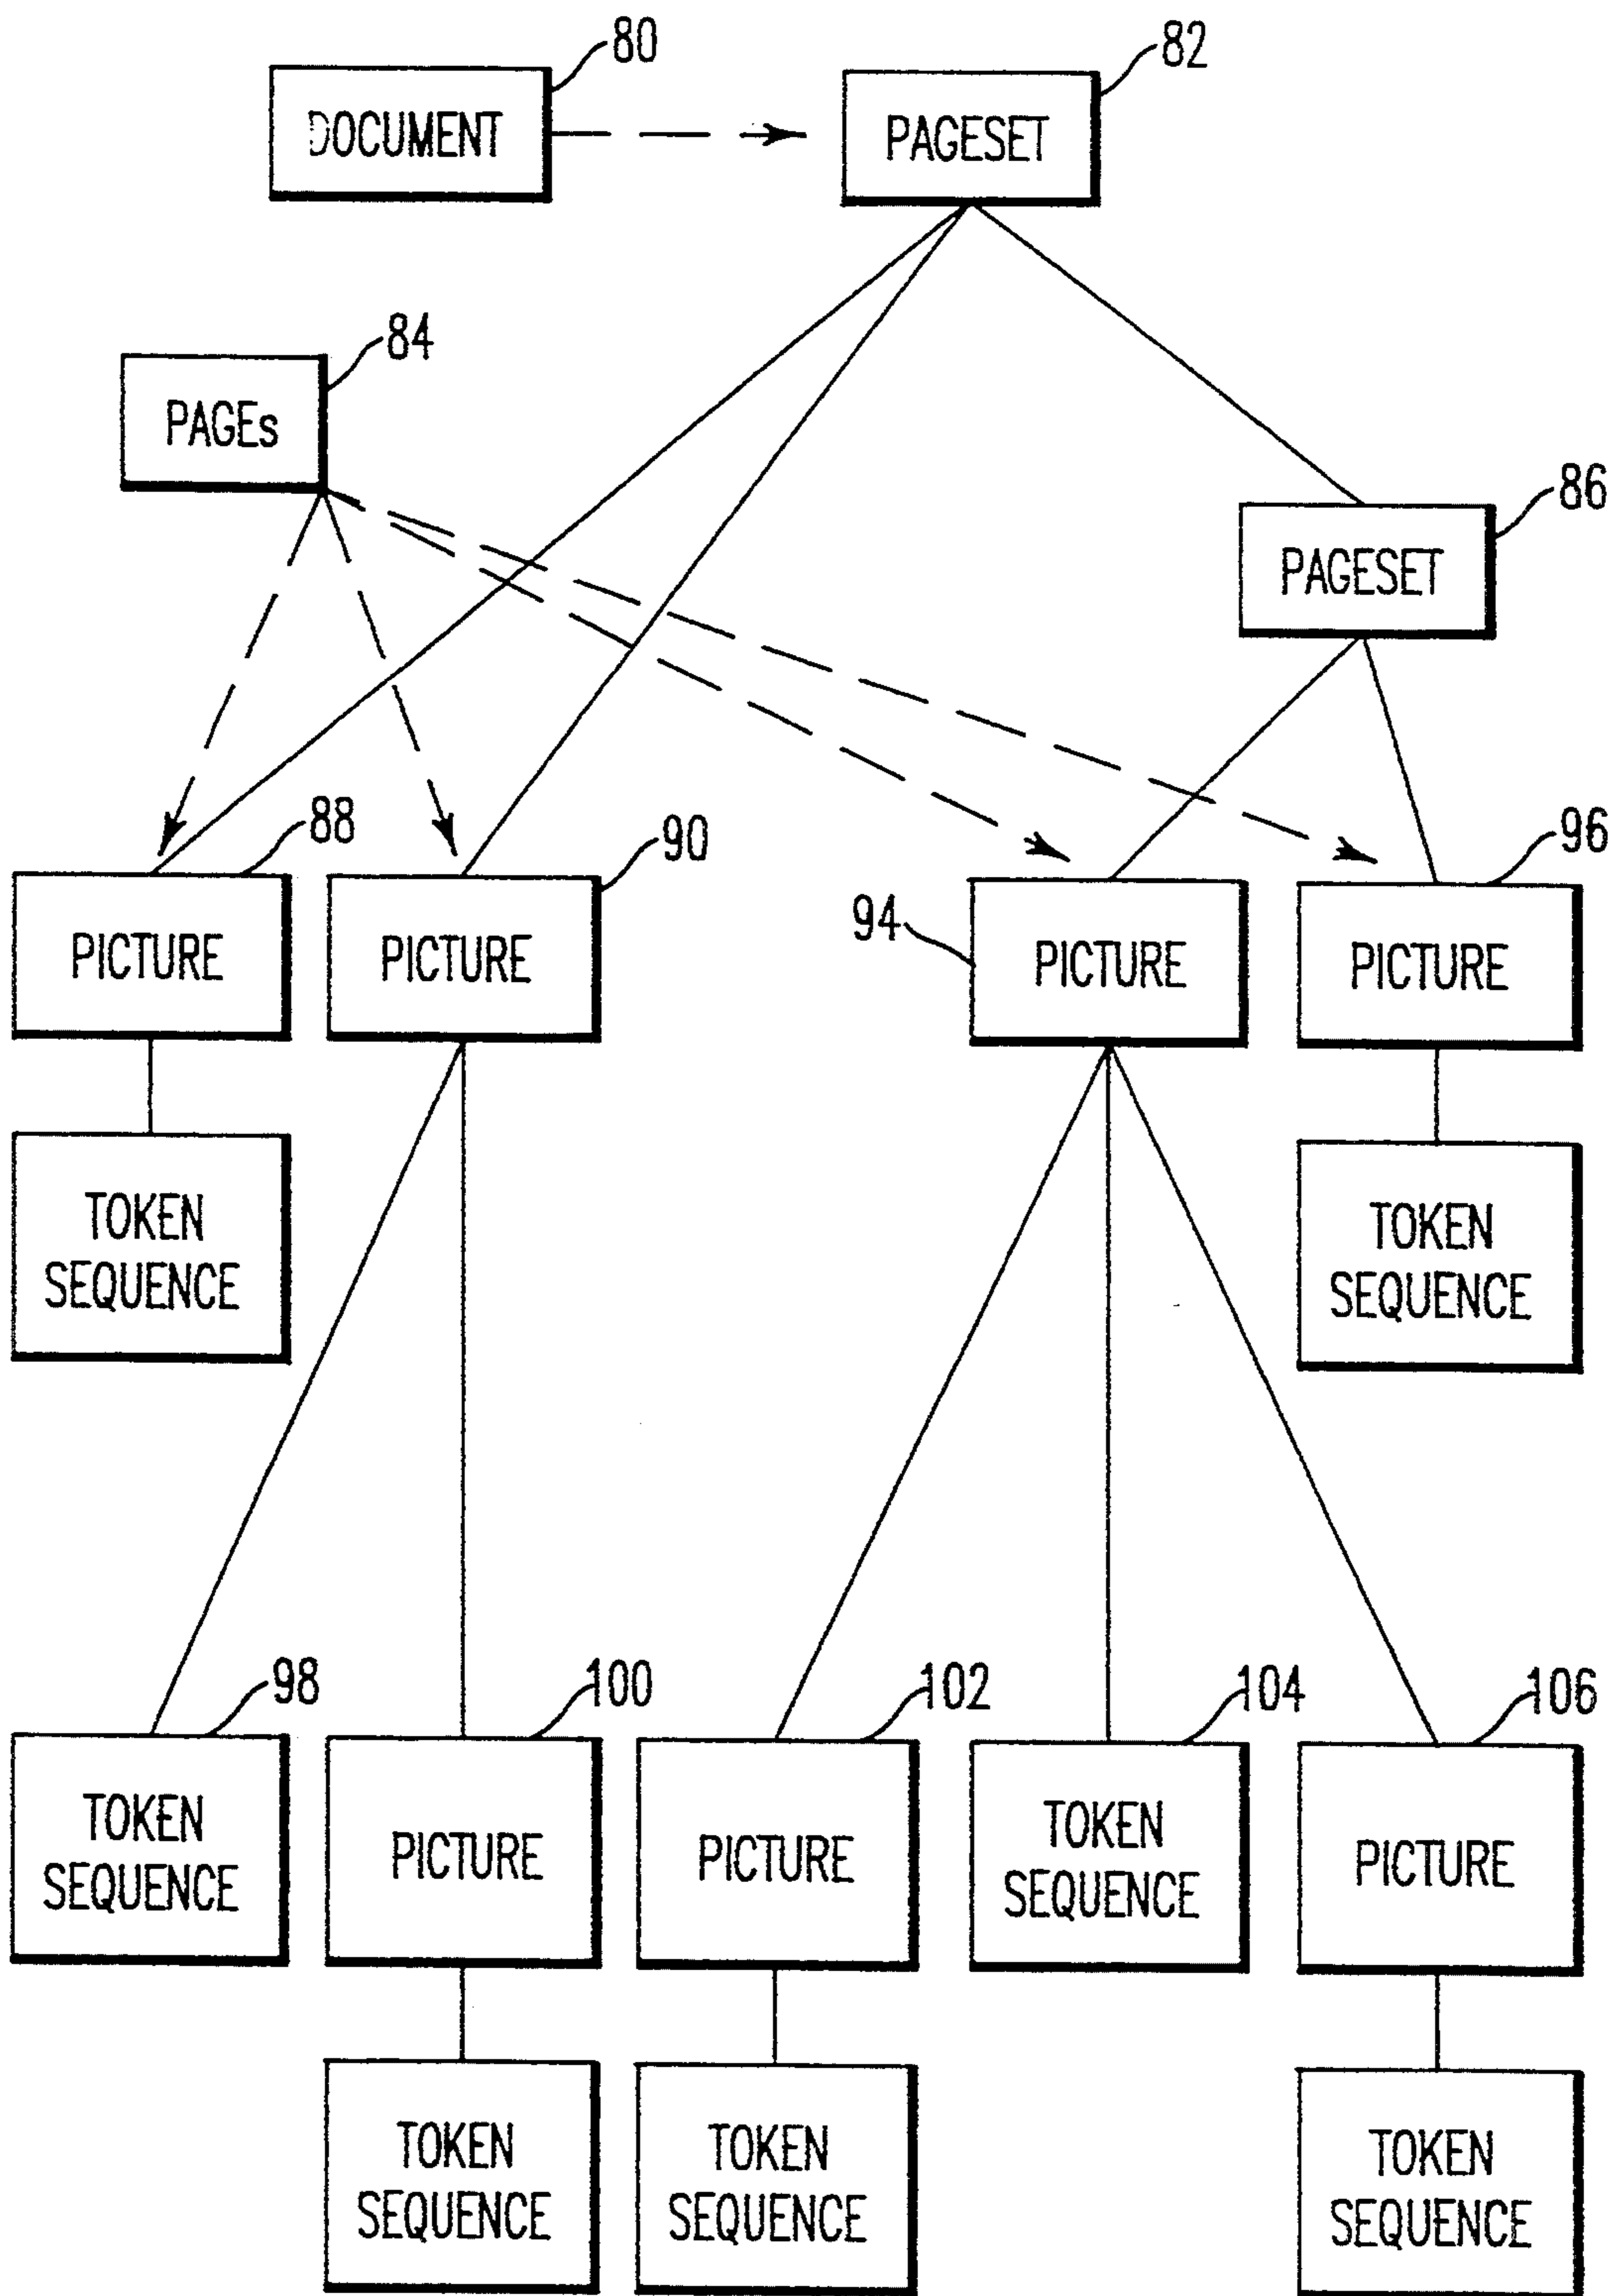 80
82
DOCUMENT
PAGESET
84
PAGEs
86
PAGESET
88
90
94
96
PICTURE
PICTURE
PICTURE
PICTURE
TOKEN
SEQUENCE
TOKEN
SEQUENCE
98
100
102
104
106
TOKEN
SEQUENCE
PICTURE
PICTURE
TOKEN
SEQUENCE
PICTURE
TOKEN
SEQUENCE
TOKEN
SEQUENCE
TOKEN
SEQUENCE